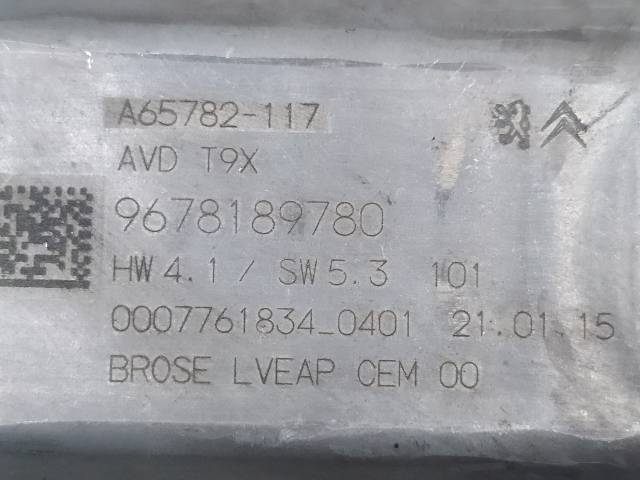 A65782-117
AVD T9X
9678189780
HW 4.1 / SW 5.3 101
0007761834_0401 21.01.15
BROSE LVEAP CEM 00